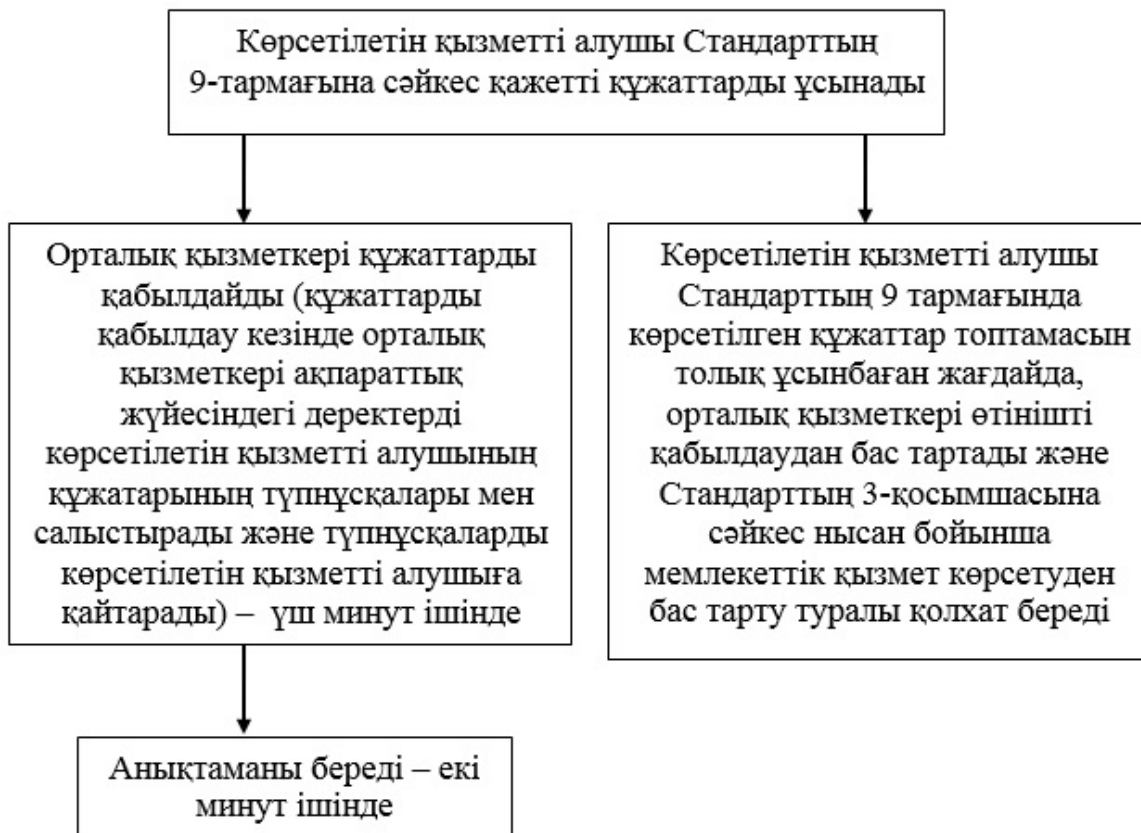 Көрсетілетін қызметті алушы Стандарттың
9-тармағына сәйкес қажетті құжаттарды ұсынады
Орталық қызметкері құжаттарды
қабылдайды (құжаттарды
қабылдау кезінде орталық
қызметкері ақпараттық
жүйесіндегі деректерді
көрсетілетін қызметті алушының
құжатарының түпнұсқалары мен
салыстырады және түпнұсқаларды
көрсетілетін қызметті алушыға
қайтарады) – үш минут ішінде
Көрсетілетін қызметті алушы
Стандарттың 9 тармағында
көрсетілген құжаттар топтамасын
толық ұсынбаған жағдайда,
орталық қызметкері өтінішті
қабылдаудан бас тартады және
Стандарттың 3-қосымшасына
сәйкес нысан бойынша
мемлекеттік қызмет көрсетуден
бас тарту туралы қолхат береді
Анықтаманы береді – екі
минут ішінде